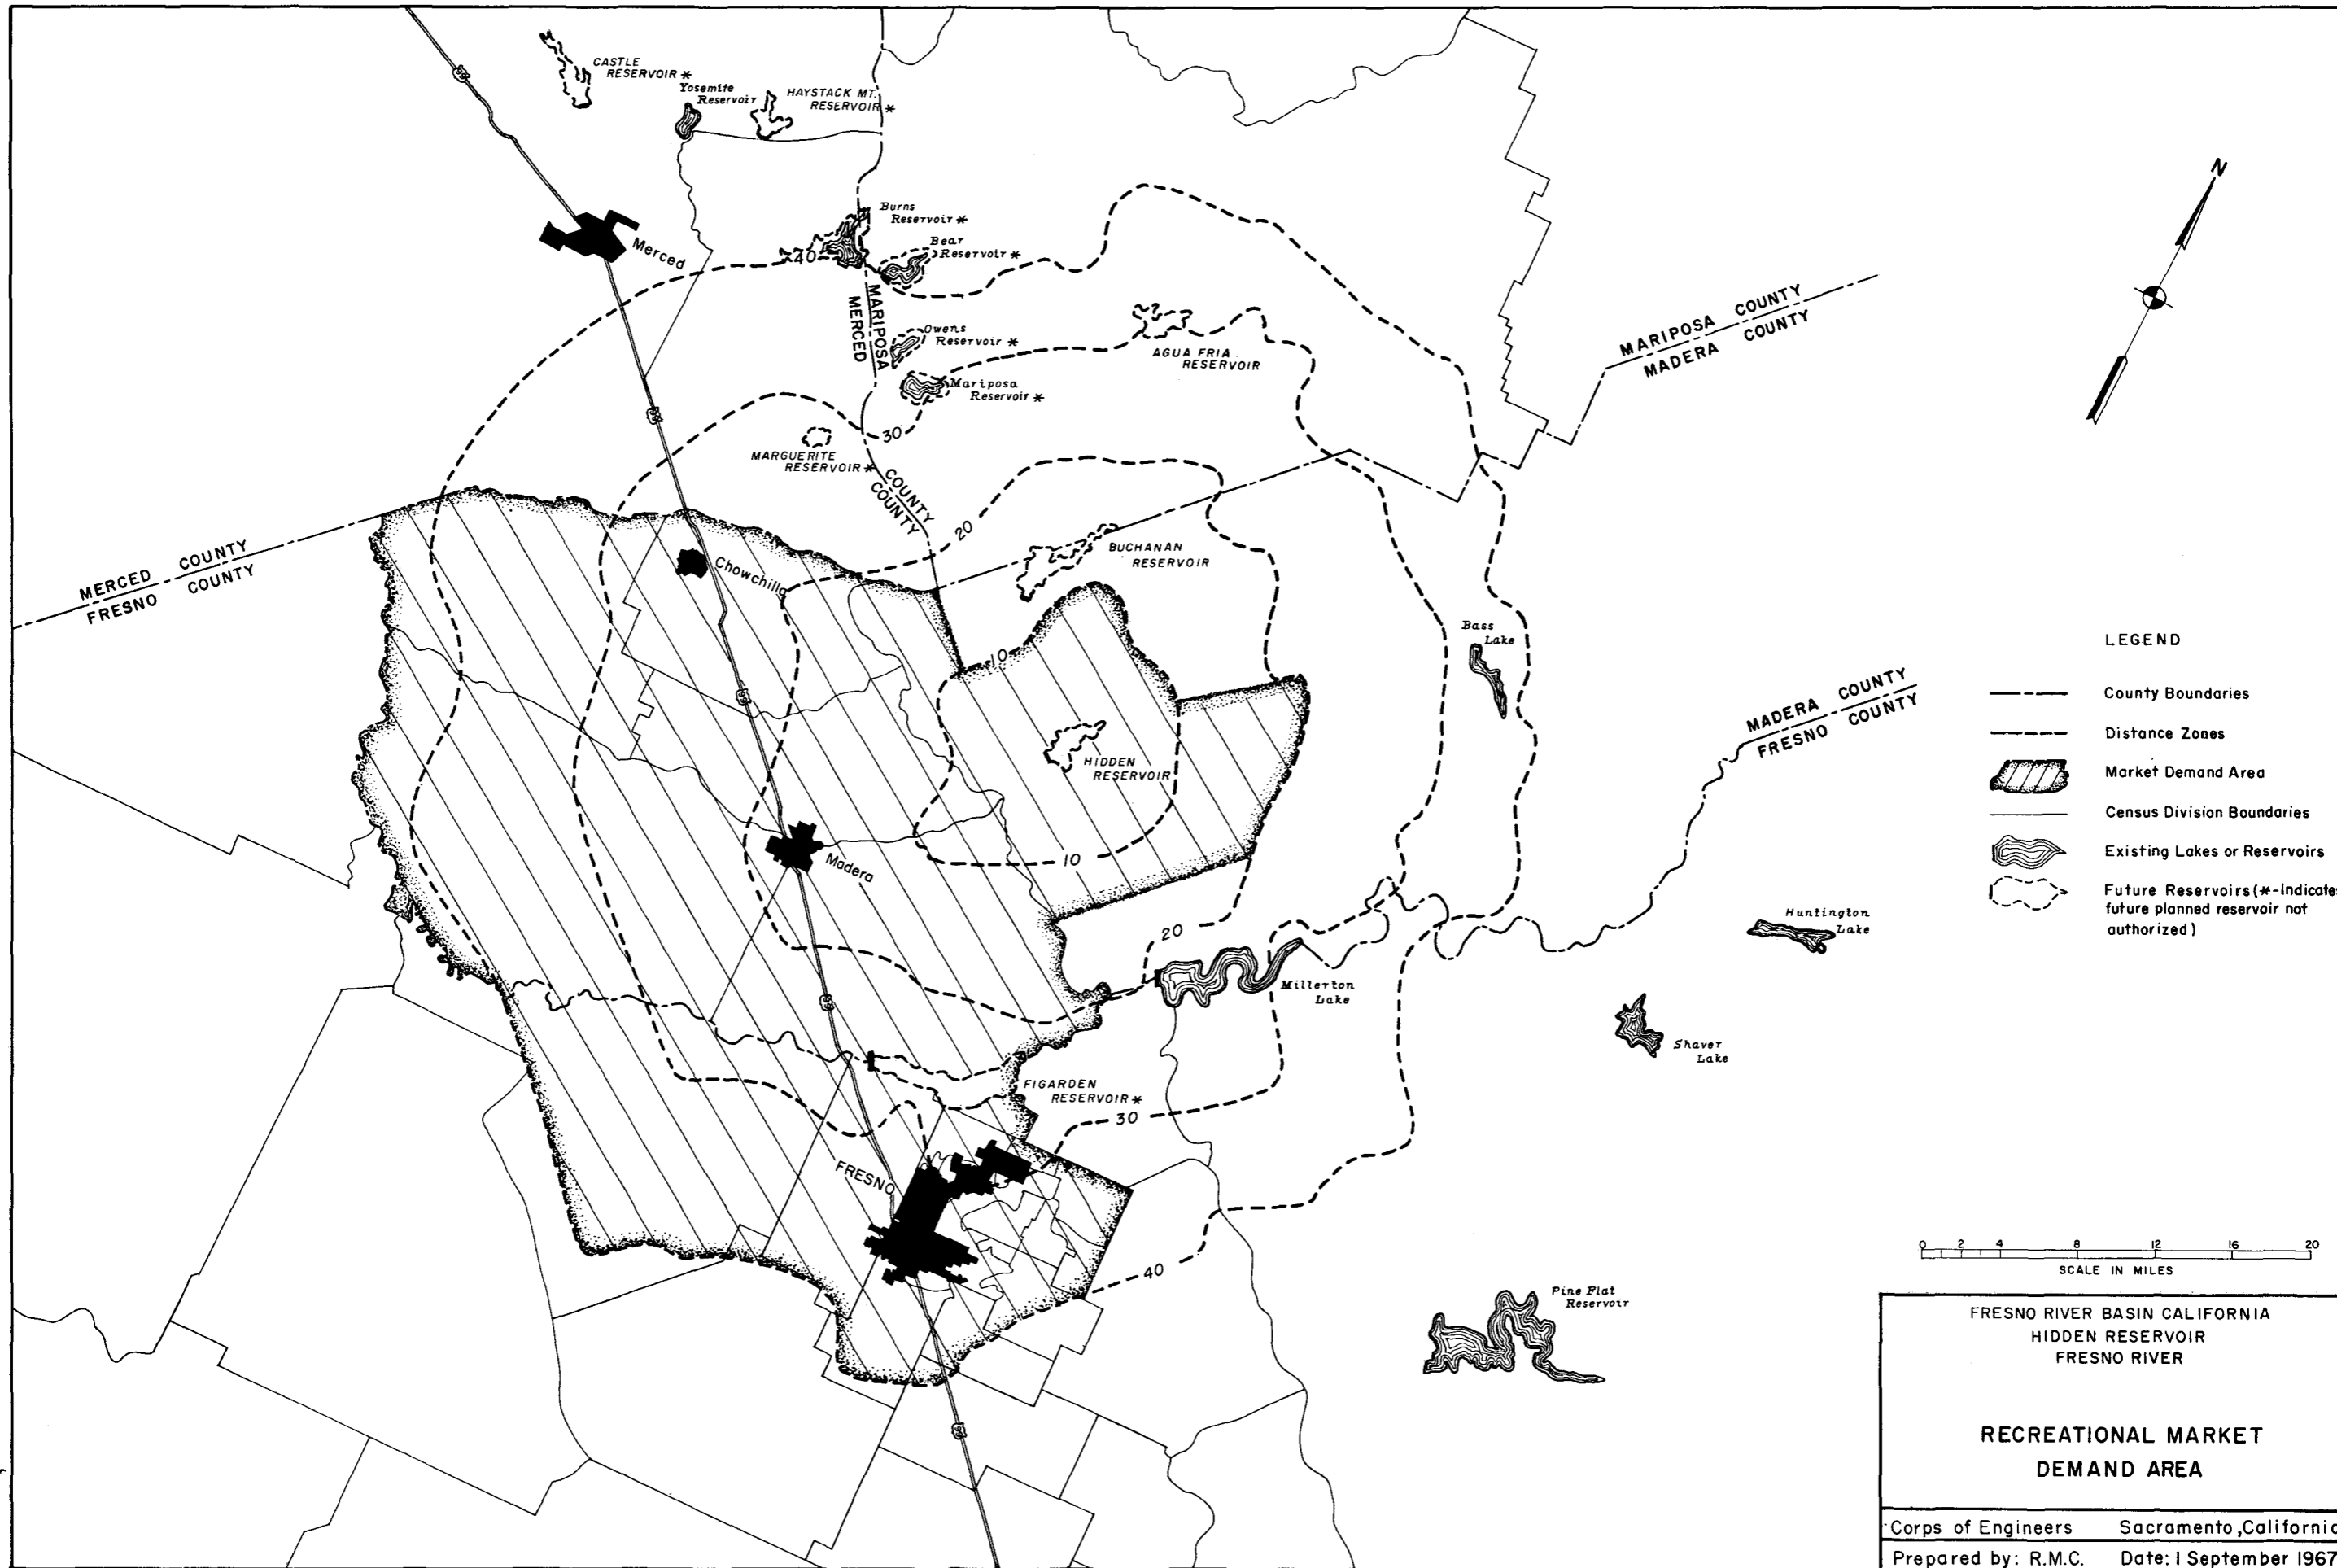 CASTLE
RESERVOIR *
Yosemite
Reservoir
HAYSTACK MT.
RESERVOIR *
N
Merced
Burns
Reservoir *
Bear
Reservoir *
40
MARIPOSA
MERCED
Owens
Reservoir *
AGUA FRIA
RESERVOIR
Mariposa
Reservoir *
MARIPOSA COUNTY
MADERA COUNTY
30
MARGUERITE
RESERVOIR *
COUNTY
COUNTY
20
BUCHANAN
RESERVOIR
MERCED COUNTY
FRESNO COUNTY
Chowchilla
10
Bass
Lake
HIDDEN
RESERVOIR
MADERA COUNTY
FRESNO COUNTY
LEGEND
County Boundaries
Distance Zones
Market Demand Area
Census Division Boundaries
Existing Lakes or Reservoirs
Future Reservoirs (*-Indicate
future planned reservoir not
authorized)
Madera
10
20
Huntington
Lake
Millerton
Lake
Shaver
Lake
FIGARDEN
RESERVOIR *
30
FRESNO
40
Pine Flat
Reservoir
0 2 4 8 12 16 20
SCALE IN MILES
FRESNO RIVER BASIN CALIFORNIA
HIDDEN RESERVOIR
FRESNO RIVER
RECREATIONAL MARKET
DEMAND AREA
Corps of Engineers Sacramento, California
Prepared by: R.M.C. Date: 1 September 1967